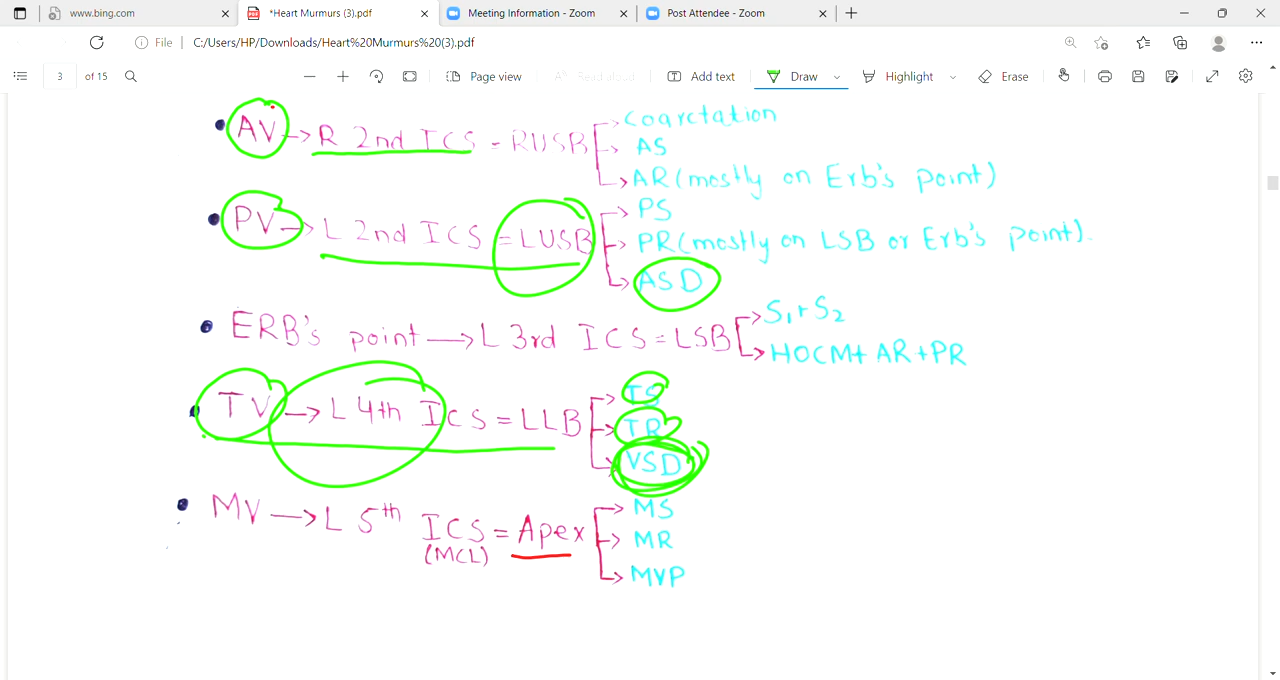 www.bing.com
*Heart Murmurs (3).pdf
Meeting Information - Zoom
Post Attendee - Zoom
File C:/Users/HP/Downloads/Heart%20Murmurs%20(3).pdf
3 of 15 Page view Read aloud Add text Draw Highlight Erase
AV → R 2nd ICS - RUSB
Coarctation
AS
AR (mostly on Erb's point)
PV → L 2nd ICS = LUSB
PS
PR (mostly on LSB or Erb's point).
ASD
ERB's point → L 3rd ICS = LSB
S1+S2
HOCM+ AR+PR
TV → L 4th ICS = LLB
TS
TR
VSD
MV → L 5th ICS = Apex
(MCL)
MS
MR
MVP